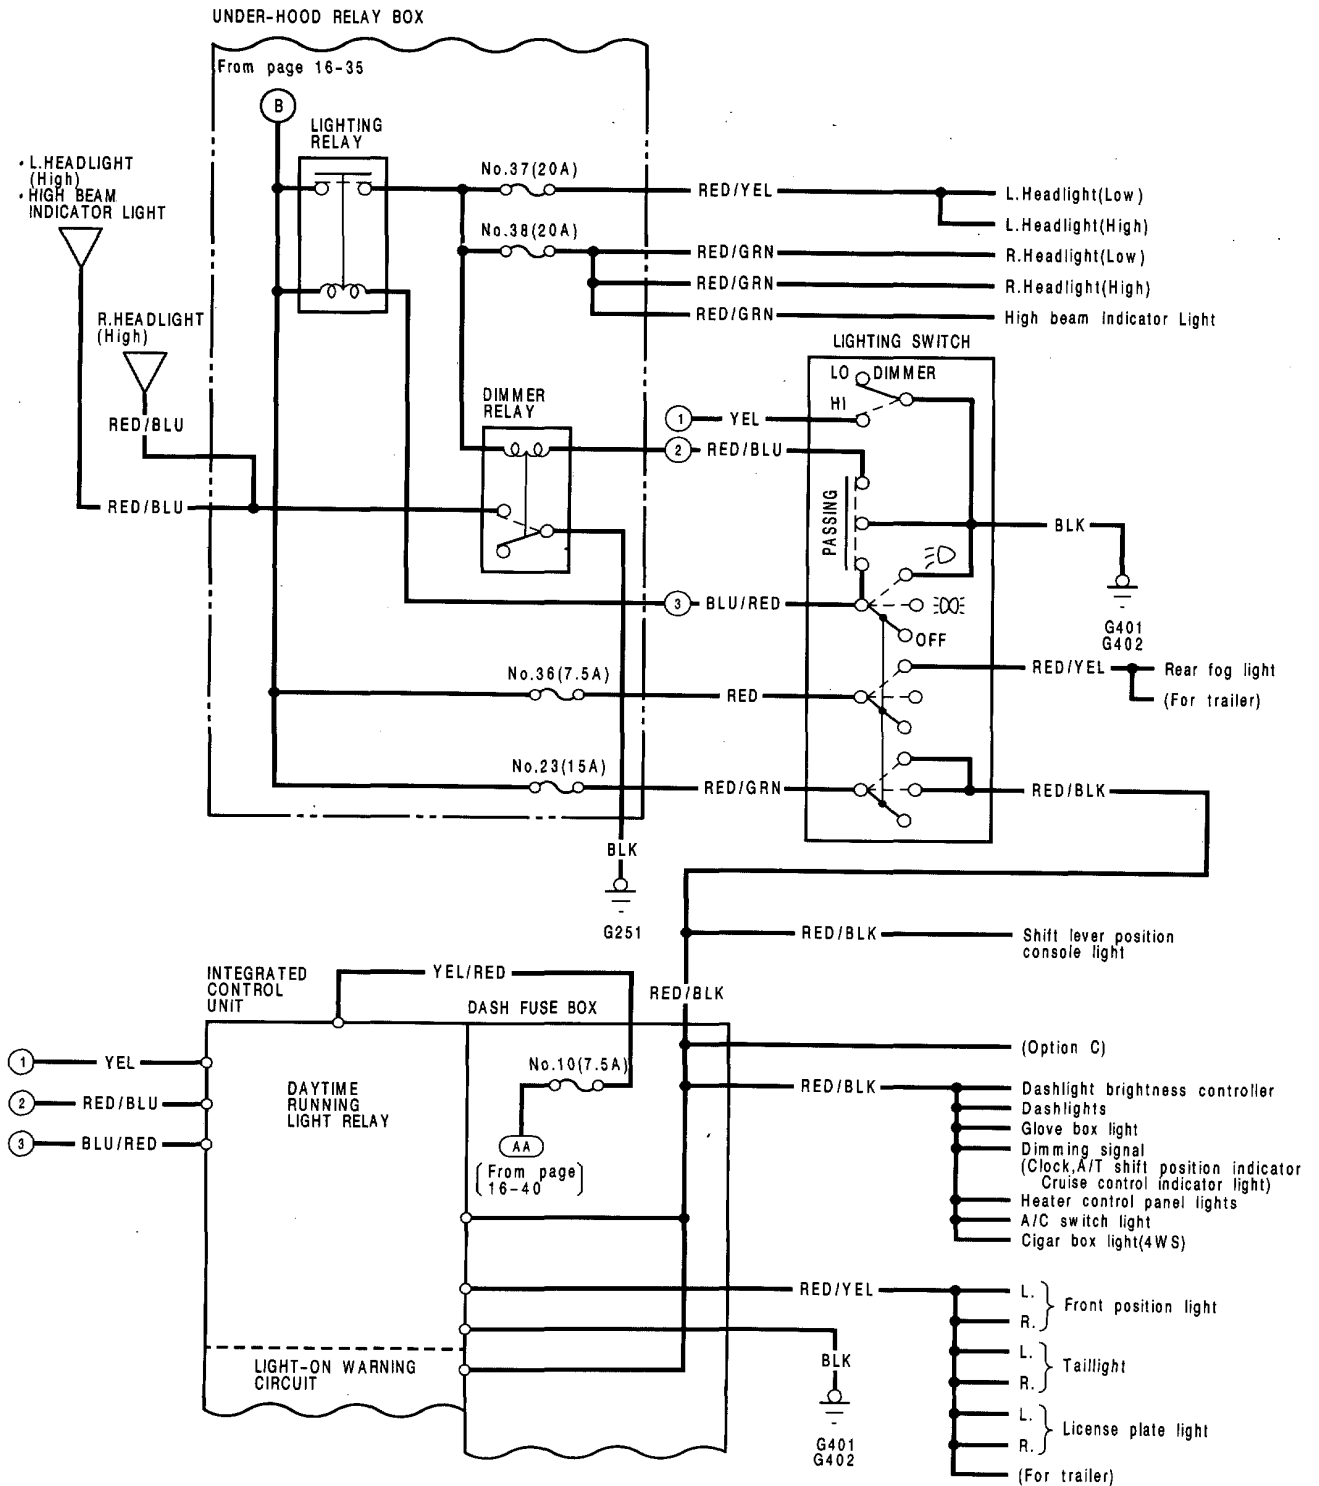 UNDER-HOOD RELAY BOX
From page 16-35
B
LIGHTING
RELAY
• L.HEADLIGHT
(High)
• HIGH BEAM
INDICATOR LIGHT
No.37(20A)
RED/YEL
L.Headlight(Low)
L.Headlight(High)
No.38(20A)
RED/GRN
R.Headlight(Low)
RED/GRN
R.Headlight(High)
RED/GRN
High beam Indicator Light
R.HEADLIGHT
(High)
LIGHTING SWITCH
LO
DIMMER
HI
DIMMER
RELAY
1
YEL
RED/BLU
2
RED/BLU
RED/BLU
PASSING
BLK
3
BLU/RED
OFF
G401
G402
No.36(7.5A)
RED
RED/YEL
Rear fog light
(For trailer)
No.23(15A)
RED/GRN
RED/BLK
BLK
G251
RED/BLK
Shift lever position
console light
INTEGRATED
CONTROL
UNIT
YEL/RED
RED/BLK
DASH FUSE BOX
(Option C)
1
YEL
No.10(7.5A)
2
RED/BLU
DAYTIME
RUNNING
LIGHT RELAY
3
BLU/RED
AA
(From page
16-40)
RED/BLK
Dashlight brightness controller
Dashlights
Glove box light
Dimming signal
(Clock,A/T shift position indicator
Cruise control indicator light)
Heater control panel lights
A/C switch light
Cigar box light(4WS)
RED/YEL
L.
R.
Front position light
L.
R.
Taillight
L.
R.
License plate light
(For trailer)
BLK
G401
G402
LIGHT-ON WARNING
CIRCUIT